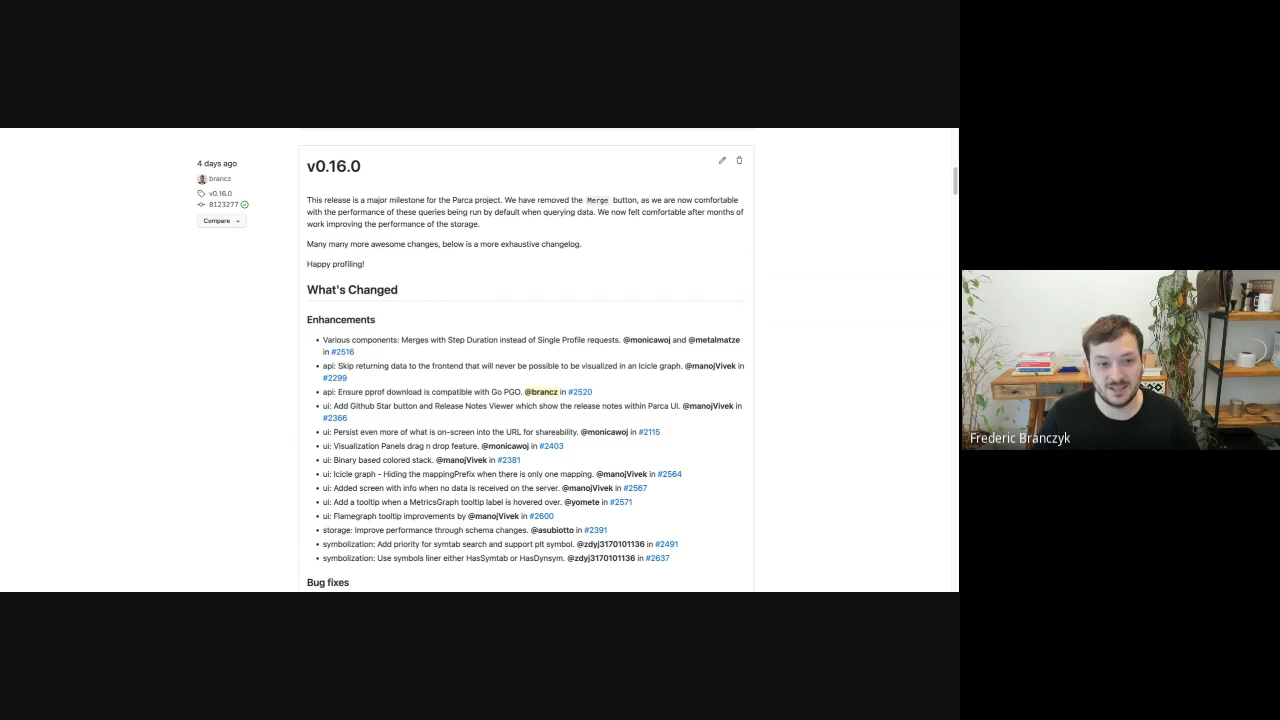 4 days ago
brancz
v0.16.0
8123277
Compare
v0.16.0
This release is a major milestone for the Parca project. We have removed the Merge button, as we are now comfortable
with the performance of these queries being run by default when querying data. We now felt comfortable after months of
work improving the performance of the storage.
Many many more awesome changes, below is a more exhaustive changelog.
Happy profiling!
What's Changed
Enhancements
• Various components: Merges with Step Duration instead of Single Profile requests. @monicawoj and @metalmatze
in #2516
• api: Skip returning data to the frontend that will never be possible to be visualized in an Icicle graph. @manojVivek in
#2299
• api: Ensure pprof download is compatible with Go PGO. @brancz in #2520
• ui: Add Github Star button and Release Notes Viewer which show the release notes within Parca UI. @manojVivek in
#2366
• ui: Persist even more of what is on-screen into the URL for shareability. @monicawoj in #2115
• ui: Visualization Panels drag n drop feature. @monicawoj in #2403
• ui: Binary based colored stack. @manojVivek in #2381
• ui: Icicle graph - Hiding the mappingPrefix when there is only one mapping. @manojVivek in #2564
• ui: Added screen with info when no data is received on the server. @manojVivek in #2567
• ui: Add a tooltip when a MetricsGraph tooltip label is hovered over. @yomete in #2571
• ui: Flamegraph tooltip improvements by @manojVivek in #2600
• storage: Improve performance through schema changes. @asubiotto in #2391
• symbolization: Add priority for symtab search and support plt symbol. @zdyj3170101136 in #2491
• symbolization: Use symbols liner either HasSymtab or HasDynsym. @zdyj3170101136 in #2637
Bug fixes
Frederic Branczyk